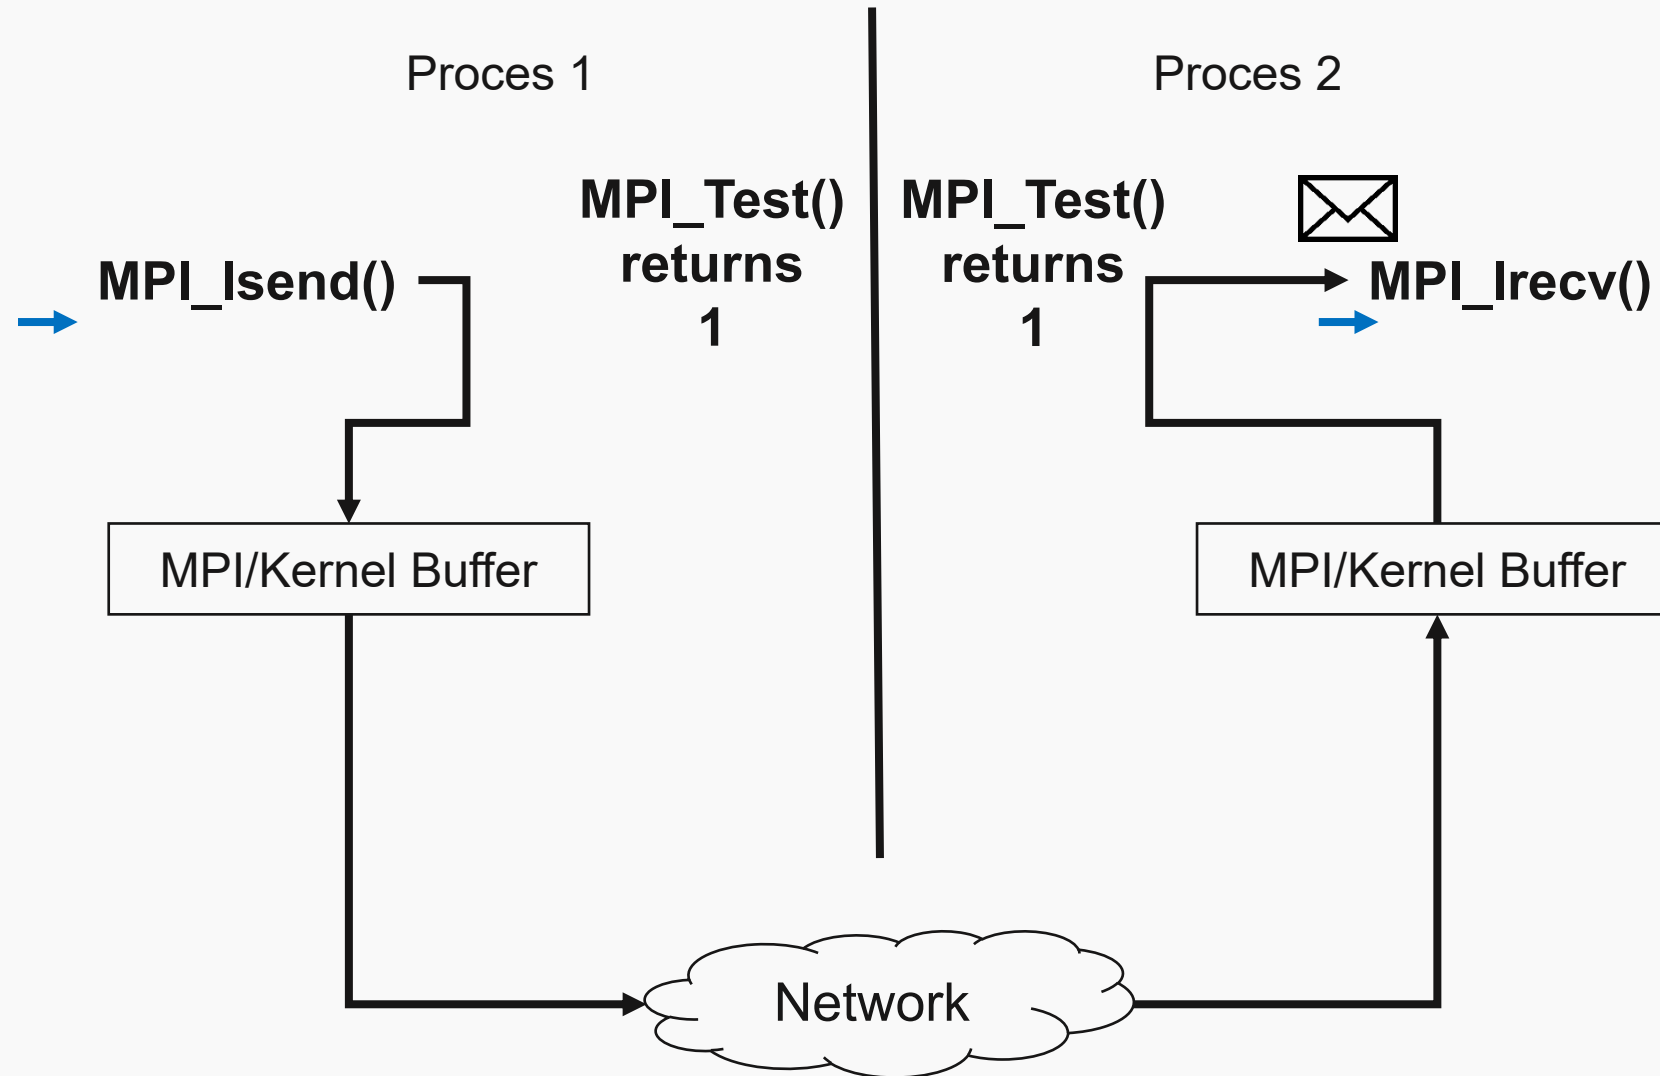 Proces 1
Proces 2
MPI_Test()
returns
1
MPI_Test()
returns
1
MPI_Isend()
MPI_Irecv()
MPI/Kernel Buffer
MPI/Kernel Buffer
Network